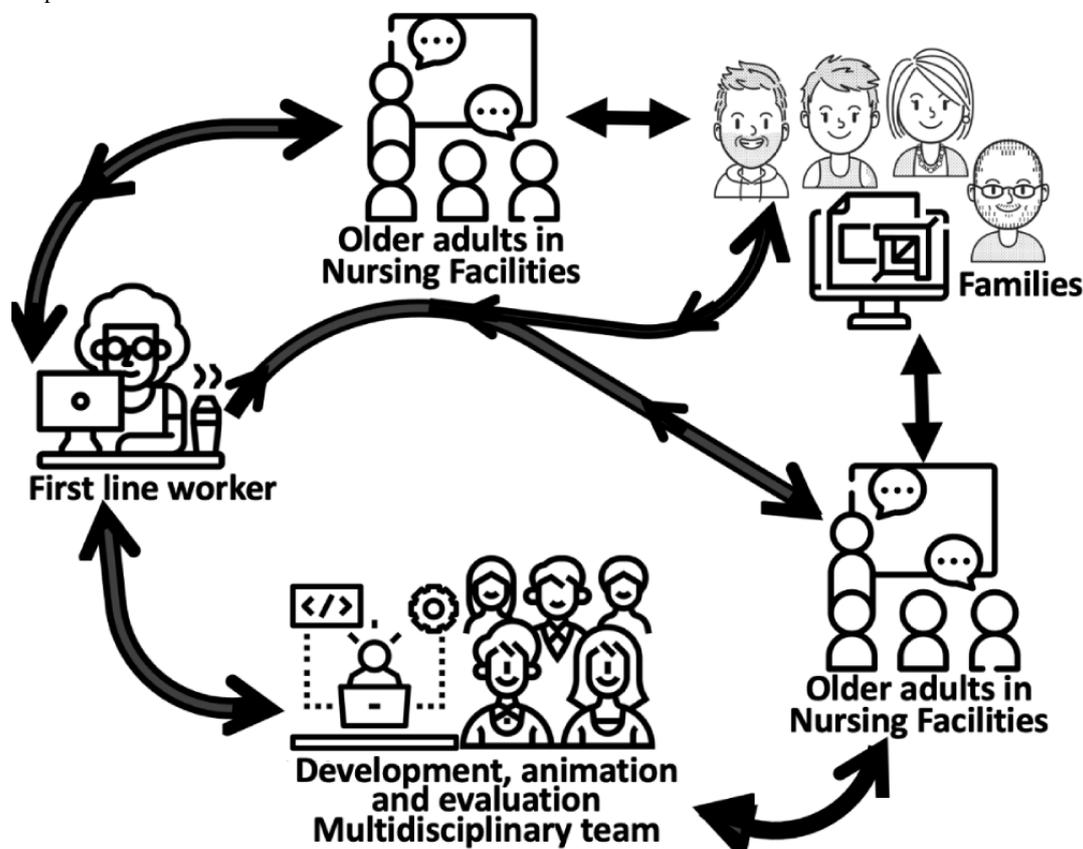 Older adults in
Nursing Facilities
Families
First line worker
</>
Older adults in
Nursing Facilities
Development, animation
and evaluation
Multidisciplinary team